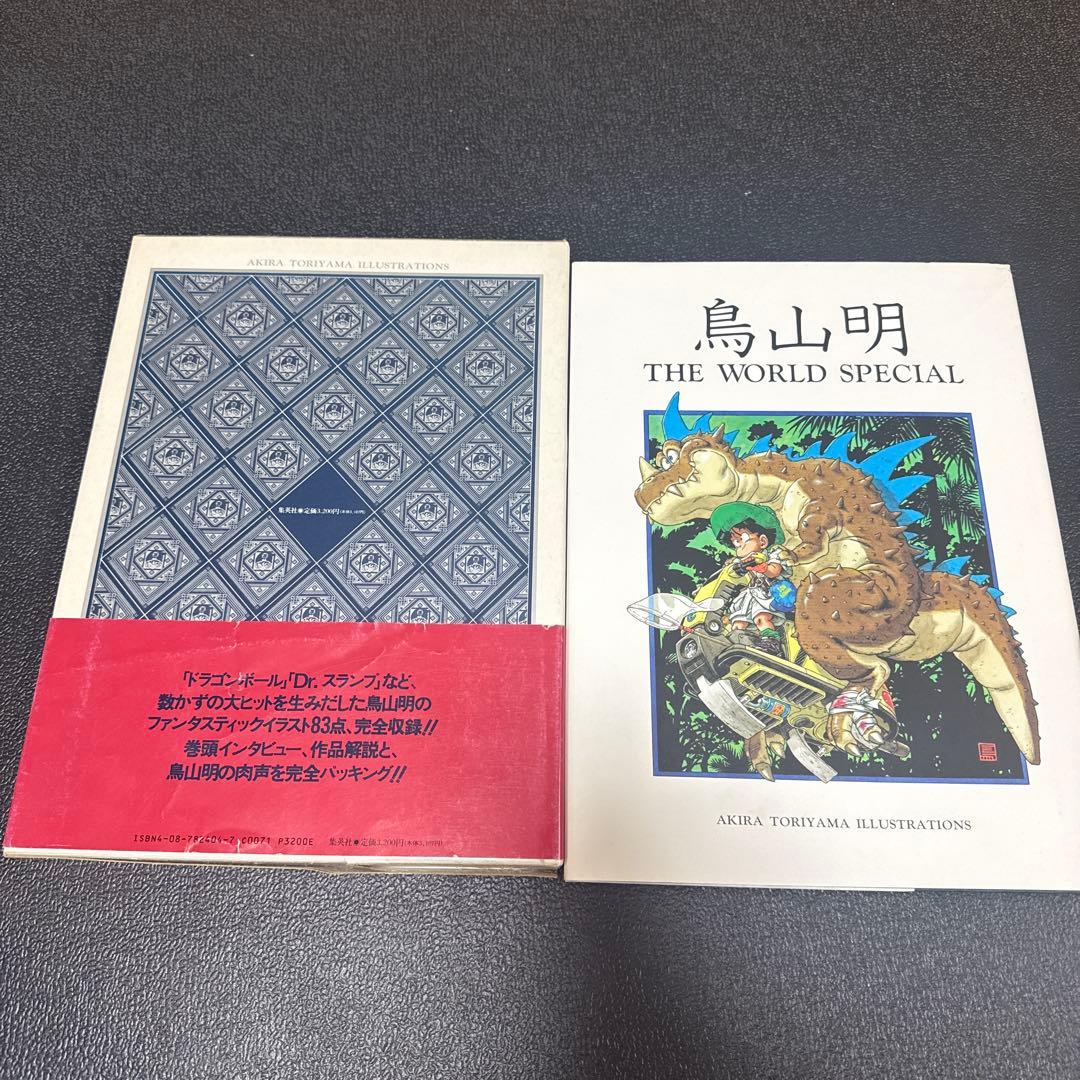 AKIRA TORIYAMA ILLUSTRATIONS
集英社●定価3,200円
「ドラゴンボール」「Dr.スランプ」など、
数かずの大ヒットを生みだした鳥山明の
ファンタスティックイラスト83点、完全収録!!
巻頭インタビュー、作品解説と、
鳥山明の肉声を完全パッキング!!
ISBN4-08-782404-7 C0071 P3200E 集英社●定価3,200円
鳥山明
THE WORLD SPECIAL
鳥
AKIRA TORIYAMA ILLUSTRATIONS